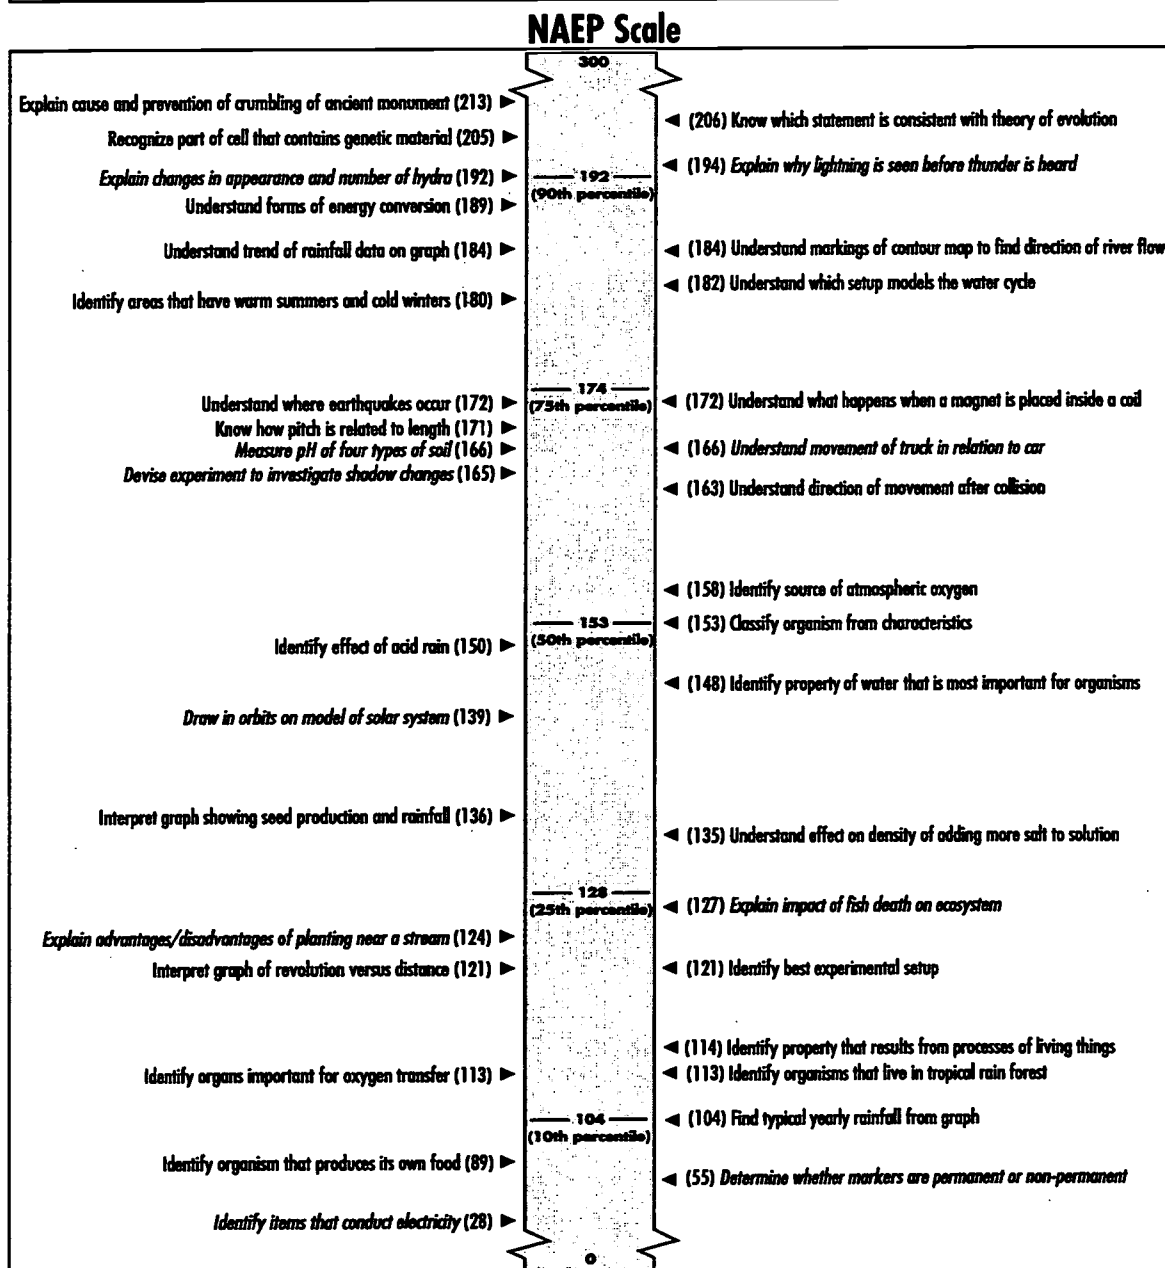 NAEP Scale
300
Explain cause and prevention of crumbling of ancient monument (213)
(206) Know which statement is consistent with theory of evolution
Recognize part of cell that contains genetic material (205)
(194) Explain why lightning is seen before thunder is heard
Explain changes in appearance and number of hydra (192)
192
(90th percentile)
Understand forms of energy conversion (189)
Understand trend of rainfall data on graph (184)
(184) Understand markings of contour map to find direction of river flow
(182) Understand which setup models the water cycle
Identify areas that have warm summers and cold winters (180)
174
(75th percentile)
Understand where earthquakes occur (172)
(172) Understand what happens when a magnet is placed inside a coil
Know how pitch is related to length (171)
Measure pH of four types of soil (166)
(166) Understand movement of truck in relation to car
Devise experiment to investigate shadow changes (165)
(163) Understand direction of movement after collision
(158) Identify source of atmospheric oxygen
153
(50th percentile)
(153) Classify organism from characteristics
Identify effect of acid rain (150)
(148) Identify property of water that is most important for organisms
Draw in orbits on model of solar system (139)
Interpret graph showing seed production and rainfall (136)
(135) Understand effect on density of adding more salt to solution
128
(25th percentile)
(127) Explain impact of fish death on ecosystem
Explain advantages/disadvantages of planting near a stream (124)
Interpret graph of revolution versus distance (121)
(121) Identify best experimental setup
(114) Identify property that results from processes of living things
Identify organs important for oxygen transfer (113)
(113) Identify organisms that live in tropical rain forest
104
(10th percentile)
(104) Find typical yearly rainfall from graph
Identify organism that produces its own food (89)
(55) Determine whether markers are permanent or non-permanent
Identify items that conduct electricity (28)
0